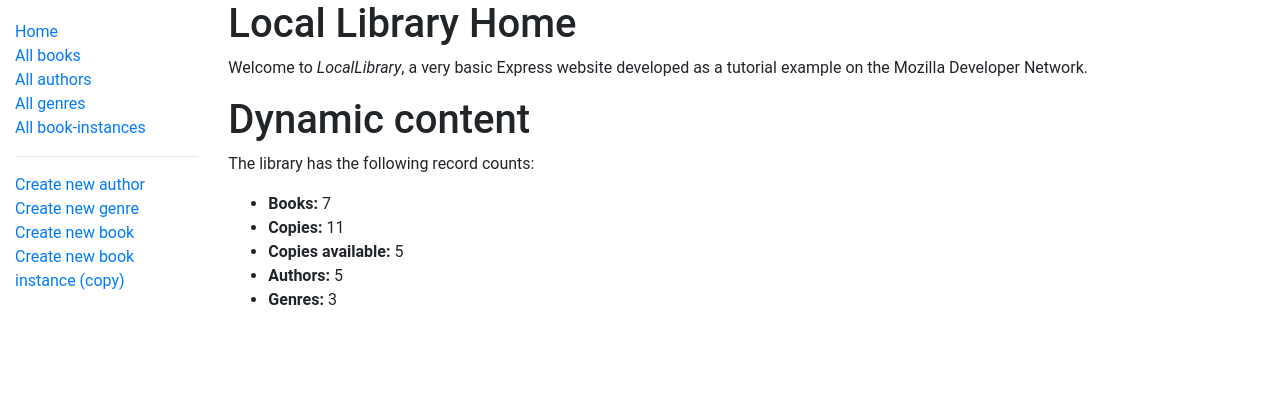 Home
All books
All authors
All genres
All book-instances
Create new author
Create new genre
Create new book
Create new book
instance (copy)
Local Library Home
Welcome to LocalLibrary, a very basic Express website developed as a tutorial example on the Mozilla Developer Network.
Dynamic content
The library has the following record counts:
Books: 7
Copies: 11
Copies available: 5
Authors: 5
Genres: 3